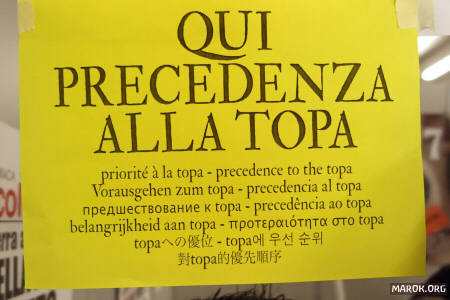 QUI
PRECEDENZA
ALLA TOPA
priorité à la topa - precedence to the topa
Vorausgehen zum topa - precedencia al topa
предшествование к topa - precedência ao topa
belangrijkheid aan topa - προτεραιότητα στο topa
topaへの優位 - topa에 우선 순위
對topa的優先順序
MAROK.ORG